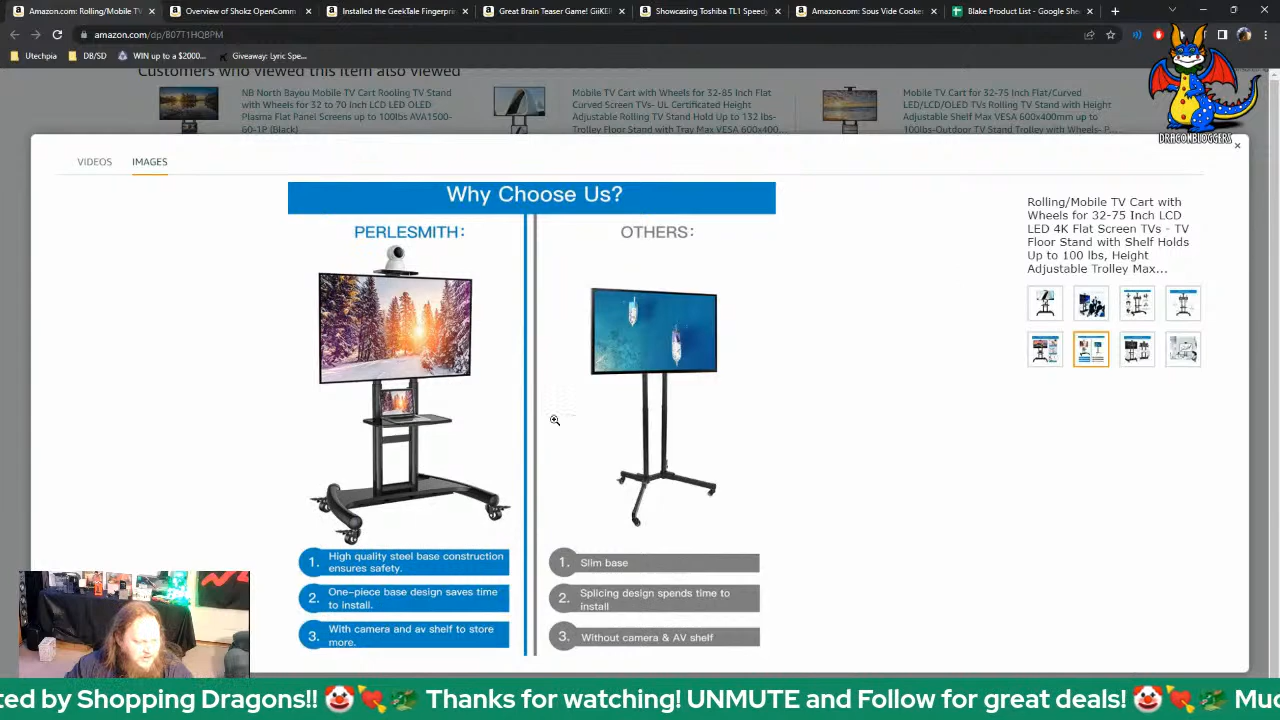 Amazon.com: Rolling/Mobile TV
Overview of Shokz OpenComm
Installed the GeekTale Fingerprin
Great Brain Teaser Game! GiiKER
Showcasing Toshiba TL1 Speed
Amazon.com: Sous Vide Cooker
Blake Product List - Google She
amazon.com/dp/B07T1HQBPM
Utechpia
DB/SD
WIN up to a $2000...
Giveaway: Lyric Spe...
Customers who viewed this item also viewed
NB North Bayou Mobile TV Cart Rooling TV Stand
with Wheels for 32 to 70 Inch LCD LED OLED
Plasma Flat Panel Screens up to 100lbs AVA1500-
60-1P (Black)
Mobile TV Cart with Wheels for 32-85 Inch Flat
Curved Screen TVs- UL Certificated Height
Adjustable Rolling TV Stand Hold Up to 132 lbs-
Trolley Floor Stand with Tray Max VESA 600x400...
Mobile TV Cart for 32-75 Inch Flat/Curved
LED/LCD/OLED TVs Rolling TV Stand with Height
Adjustable Shelf Max VESA 600x400mm up to
100lbs-Outdoor TV Stand Trolley with Wheels- P...
DRAGONBLOGGERS
VIDEOS
IMAGES
Why Choose Us?
PERLESMITH:
OTHERS:
1. High quality steel base construction
ensures safety.
2. One-piece base design saves time
to install.
3. With camera and av shelf to store
more.
1. Slim base
2. Splicing design spends time to
install
3. Without camera & AV shelf
Rolling/Mobile TV Cart with
Wheels for 32-75 Inch LCD
LED 4K Flat Screen TVs - TV
Floor Stand with Shelf Holds
Up to 100 lbs, Height
Adjustable Trolley Max...
ted by Shopping Dragons!! 🤡💘🐲 Thanks for watching! UNMUTE and Follow for great deals! 🤡💘🐲 Muc